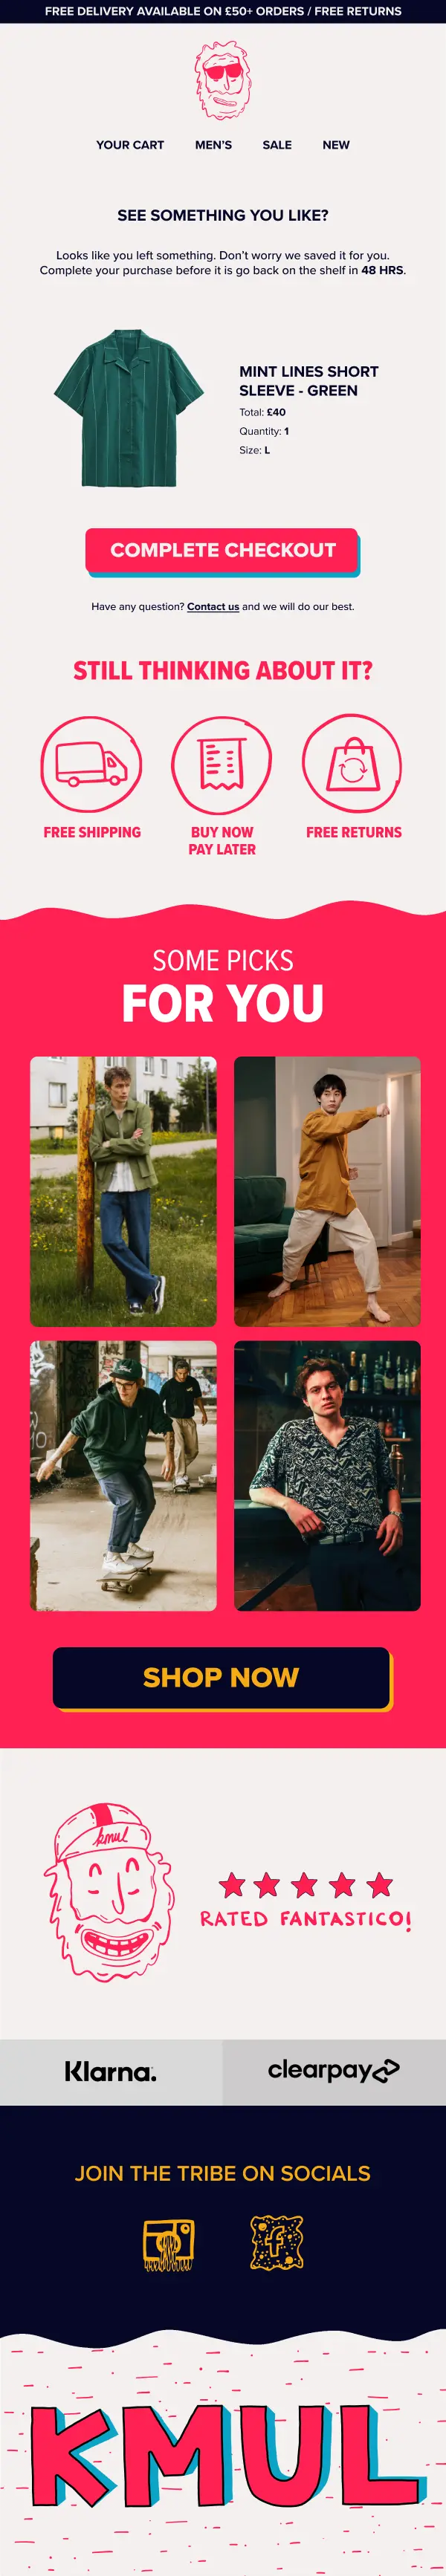 FREE DELIVERY AVAILABLE ON £50+ ORDERS / FREE RETURNS
YOUR CART MEN'S SALE NEW
SEE SOMETHING YOU LIKE?
Looks like you left something. Don't worry we saved it for you.
Complete your purchase before it is go back on the shelf in 48 HRS.
MINT LINES SHORT
SLEEVE - GREEN
Total: £40
Quantity: 1
Size: L
COMPLETE CHECKOUT
Have any question? Contact us and we will do our best.
STILL THINKING ABOUT IT?
FREE SHIPPING
BUY NOW
PAY LATER
FREE RETURNS
SOME PICKS
FOR YOU
SHOP NOW
kmul
RATED FANTASTICO!
Klarna.
clearpay
JOIN THE TRIBE ON SOCIALS
f
KMUL